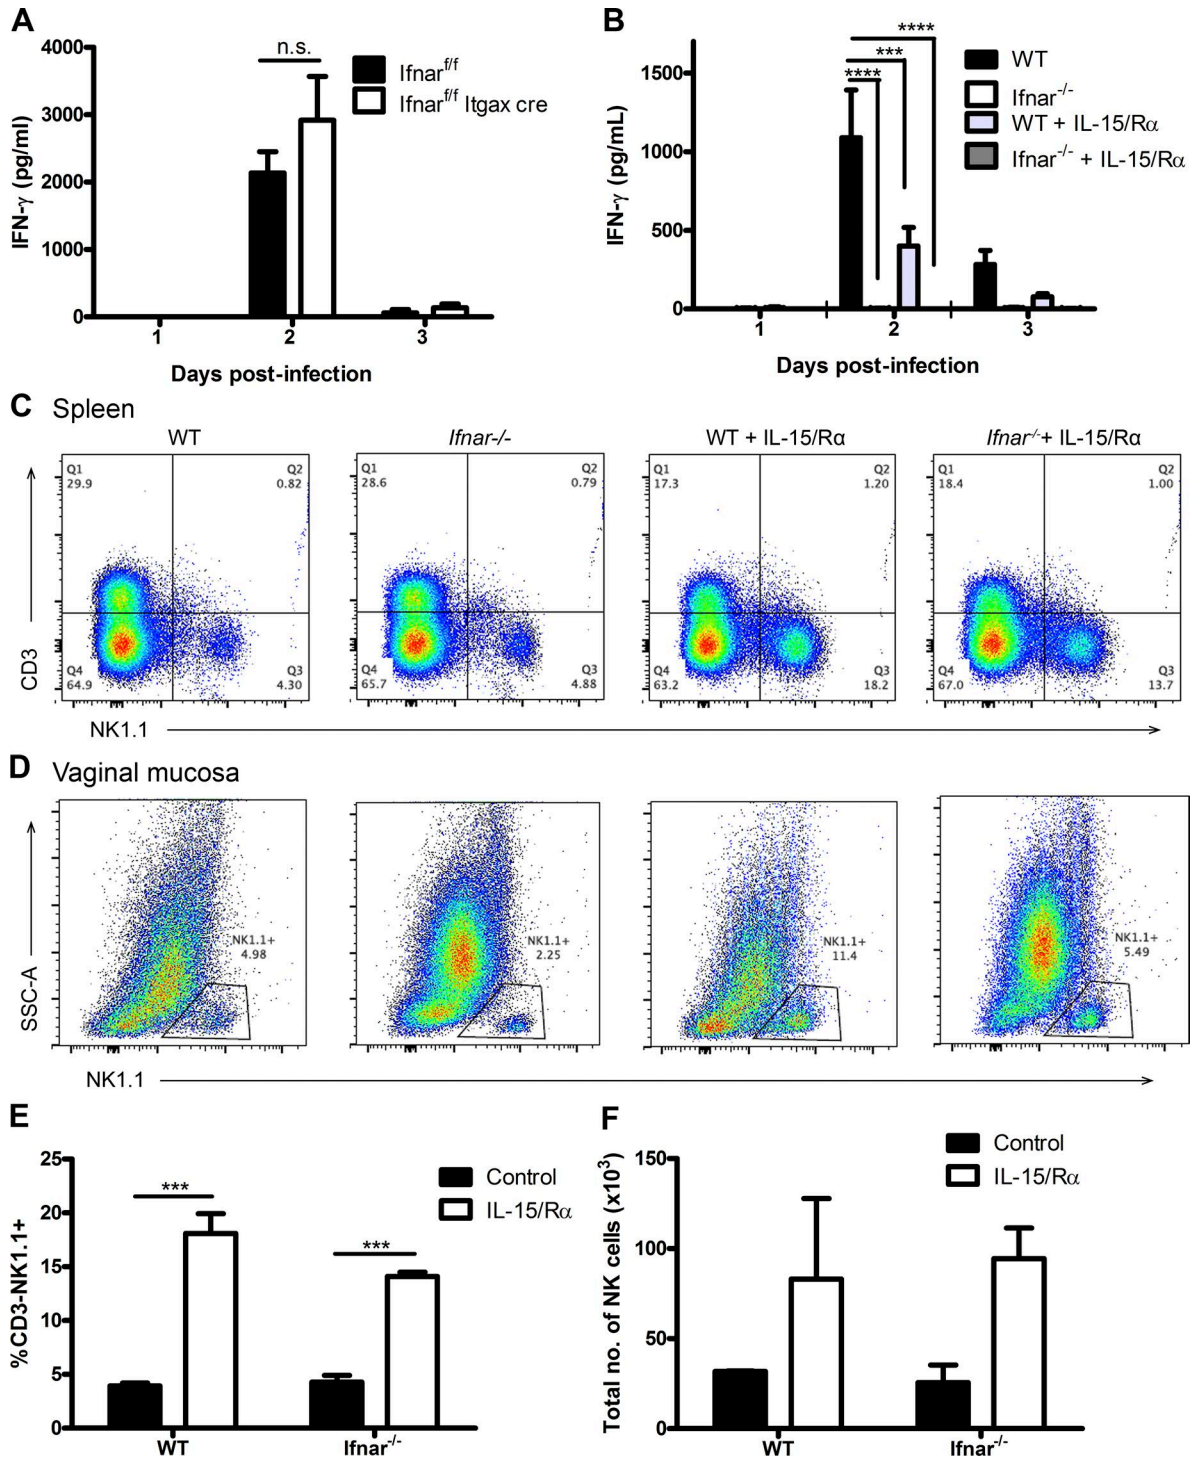 A
4000
3000
2000
1000
0
IFN-γ (pg/ml)
n.s.
Ifnar^f/f
Ifnar^f/f Itgax cre
1 2 3
Days post-infection
B
1500
1000
500
0
IFN-γ (pg/mL)
****
***
****
WT
Ifnar^-/-
WT + IL-15/Rα
Ifnar^-/- + IL-15/Rα
1 2 3
Days post-infection
C Spleen
WT Ifnar-/- WT + IL-15/Rα Ifnar^-/-+ IL-15/Rα
Q1 Q2 Q1 Q2 Q1 Q2 Q1 Q2
29.9 0.82 28.6 0.79 17.3 1.20 18.4 1.00
Q4 Q3 Q4 Q3 Q4 Q3 Q4 Q3
64.9 4.30 65.7 4.88 63.2 18.2 67.0 13.7
CD3
NK1.1
D Vaginal mucosa
NK1.1+ NK1.1+ NK1.1+ NK1.1+
4.98 2.25 11.4 5.49
SSC-A
NK1.1
E
25
20
15
10
5
0
%CD3-NK1.1+
***
***
Control
IL-15/Rα
WT Ifnar^-/-
F
150
100
50
0
Total no. of NK cells (x10^3)
Control
IL-15/Rα
WT Ifnar^-/-